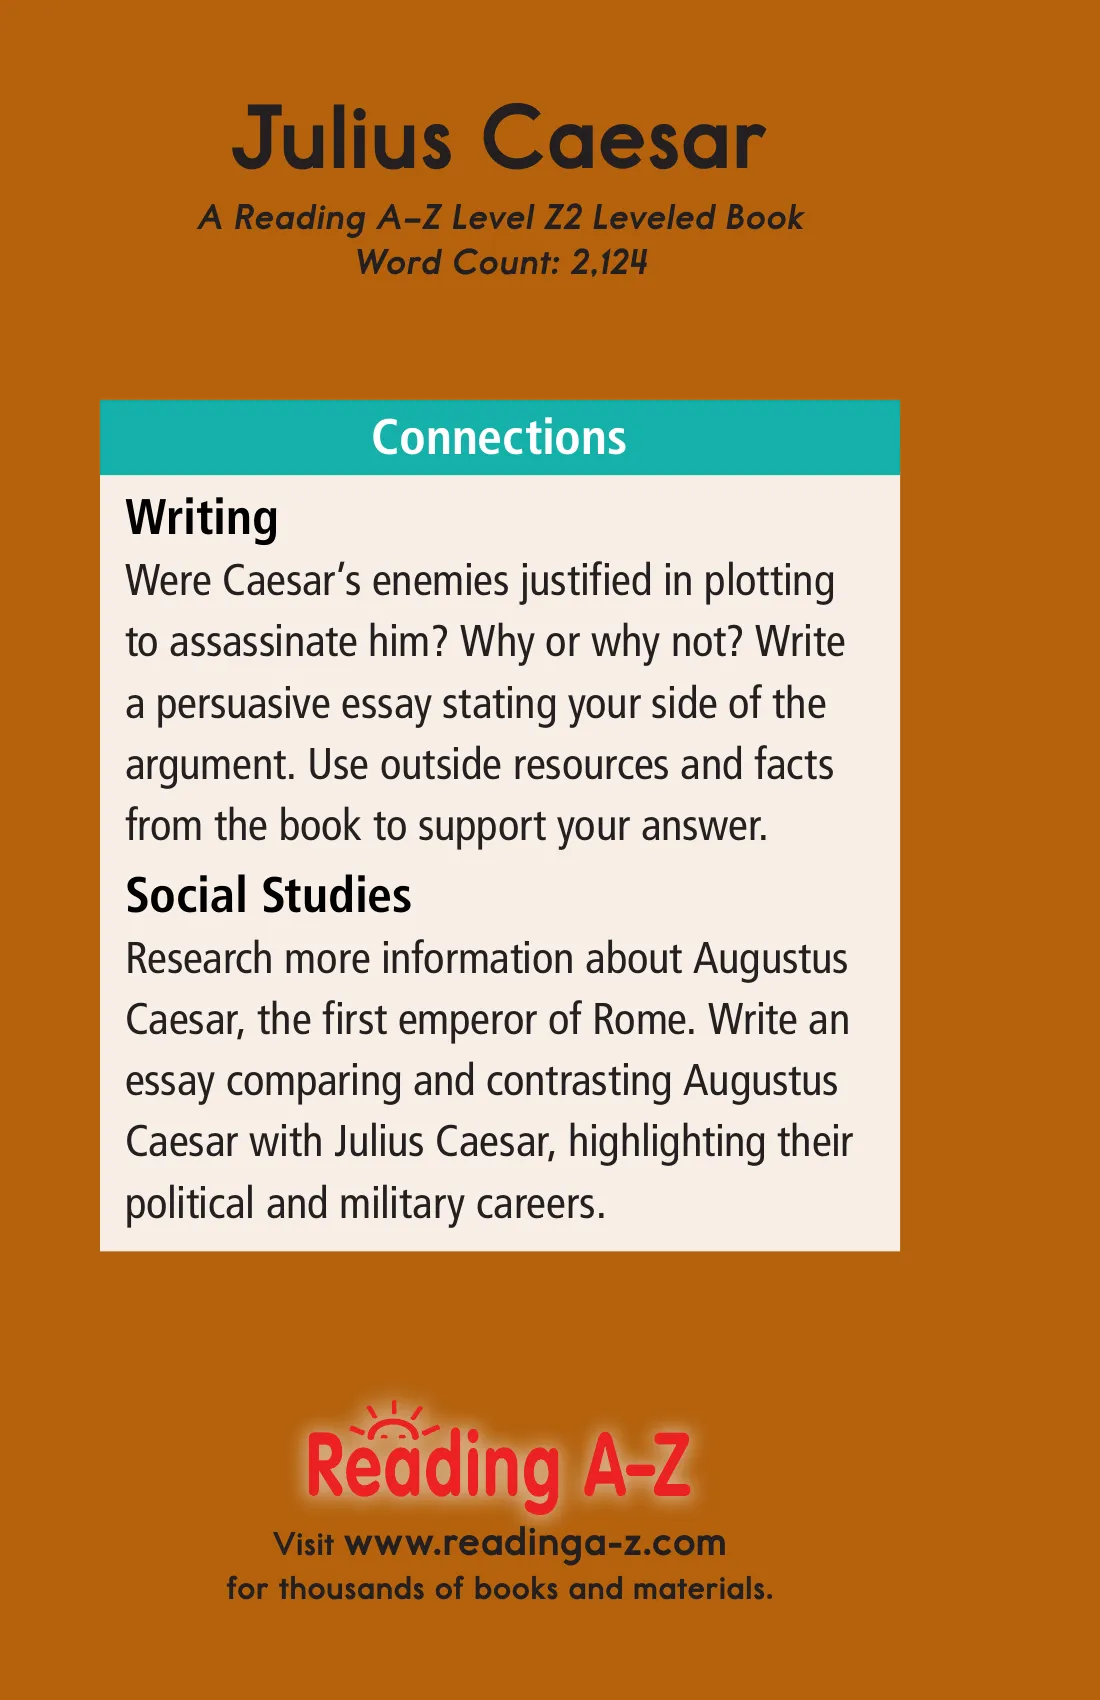 Julius Caesar
A Reading A–Z Level Z2 Leveled Book
Word Count: 2,124
Connections
Writing
Were Caesar’s enemies justified in plotting
to assassinate him? Why or why not? Write
a persuasive essay stating your side of the
argument. Use outside resources and facts
from the book to support your answer.
Social Studies
Research more information about Augustus
Caesar, the first emperor of Rome. Write an
essay comparing and contrasting Augustus
Caesar with Julius Caesar, highlighting their
political and military careers.
Reading A–Z
Visit www.readinga-z.com
for thousands of books and materials.